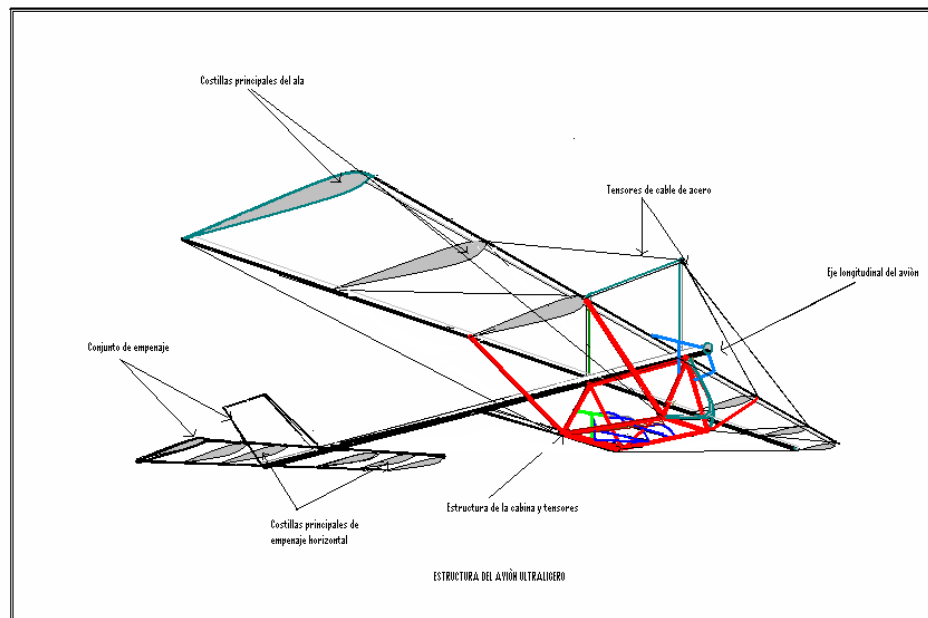 Costillas principales del ala
Tensores de cable de acero
Eje longitudinal del aviòn
Conjunto de empenaje
Estructura de la cabina y tensores
Costillas principales de
empenaje horizontal
ESTRUCTURA DEL AVIÒN ULTRALIGERO